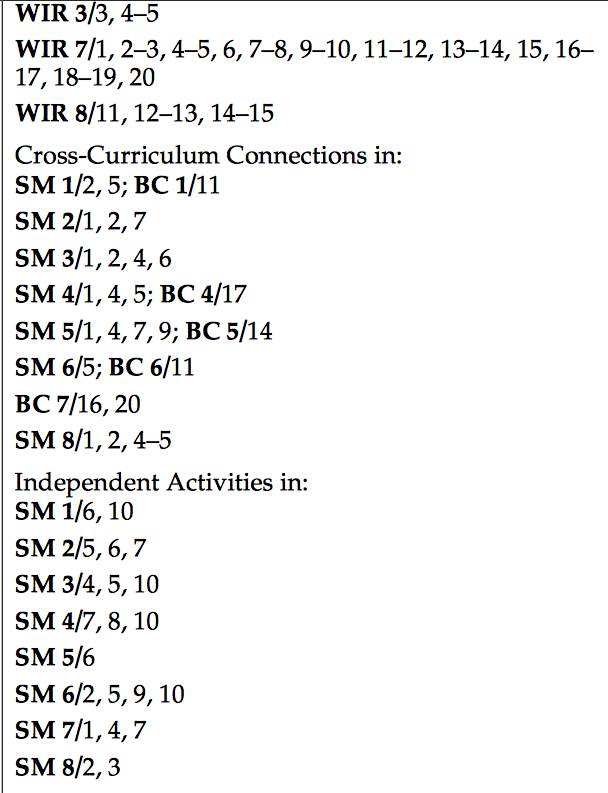 WIR 3/3, 4–5
WIR 7/1, 2–3, 4–5, 6, 7–8, 9–10, 11–12, 13–14, 15, 16–
17, 18–19, 20
WIR 8/11, 12–13, 14–15
Cross-Curriculum Connections in:
SM 1/2, 5; BC 1/11
SM 2/1, 2, 7
SM 3/1, 2, 4, 6
SM 4/1, 4, 5; BC 4/17
SM 5/1, 4, 7, 9; BC 5/14
SM 6/5; BC 6/11
BC 7/16, 20
SM 8/1, 2, 4–5
Independent Activities in:
SM 1/6, 10
SM 2/5, 6, 7
SM 3/4, 5, 10
SM 4/7, 8, 10
SM 5/6
SM 6/2, 5, 9, 10
SM 7/1, 4, 7
SM 8/2, 3